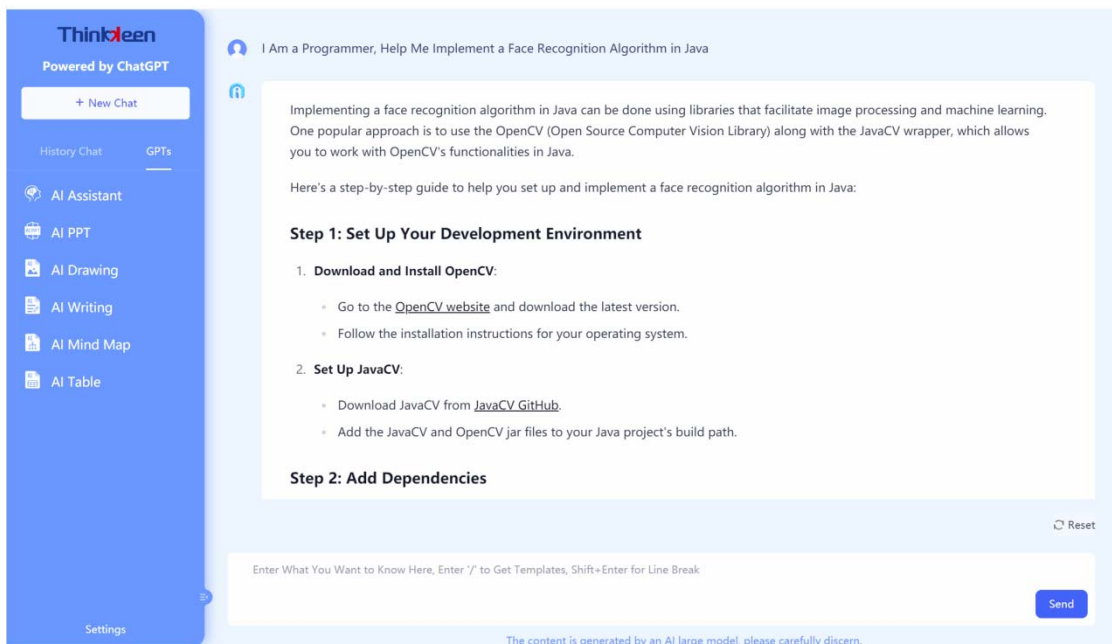 Thinkkeen
Powered by ChatGPT
+ New Chat
History Chat
GPTs
AI Assistant
AI PPT
AI Drawing
AI Writing
AI Mind Map
AI Table
Settings
I Am a Programmer, Help Me Implement a Face Recognition Algorithm in Java
Implementing a face recognition algorithm in Java can be done using libraries that facilitate image processing and machine learning.
One popular approach is to use the OpenCV (Open Source Computer Vision Library) along with the JavaCV wrapper, which allows
you to work with OpenCV's functionalities in Java.
Here's a step-by-step guide to help you set up and implement a face recognition algorithm in Java:
Step 1: Set Up Your Development Environment
1. Download and Install OpenCV:
Go to the OpenCV website and download the latest version.
Follow the installation instructions for your operating system.
2. Set Up JavaCV:
Download JavaCV from JavaCV GitHub.
Add the JavaCV and OpenCV jar files to your Java project's build path.
Step 2: Add Dependencies
Reset
Enter What You Want to Know Here, Enter '/' to Get Templates, Shift+Enter for Line Break
Send
The content is generated by an AI large model, please carefully discern.